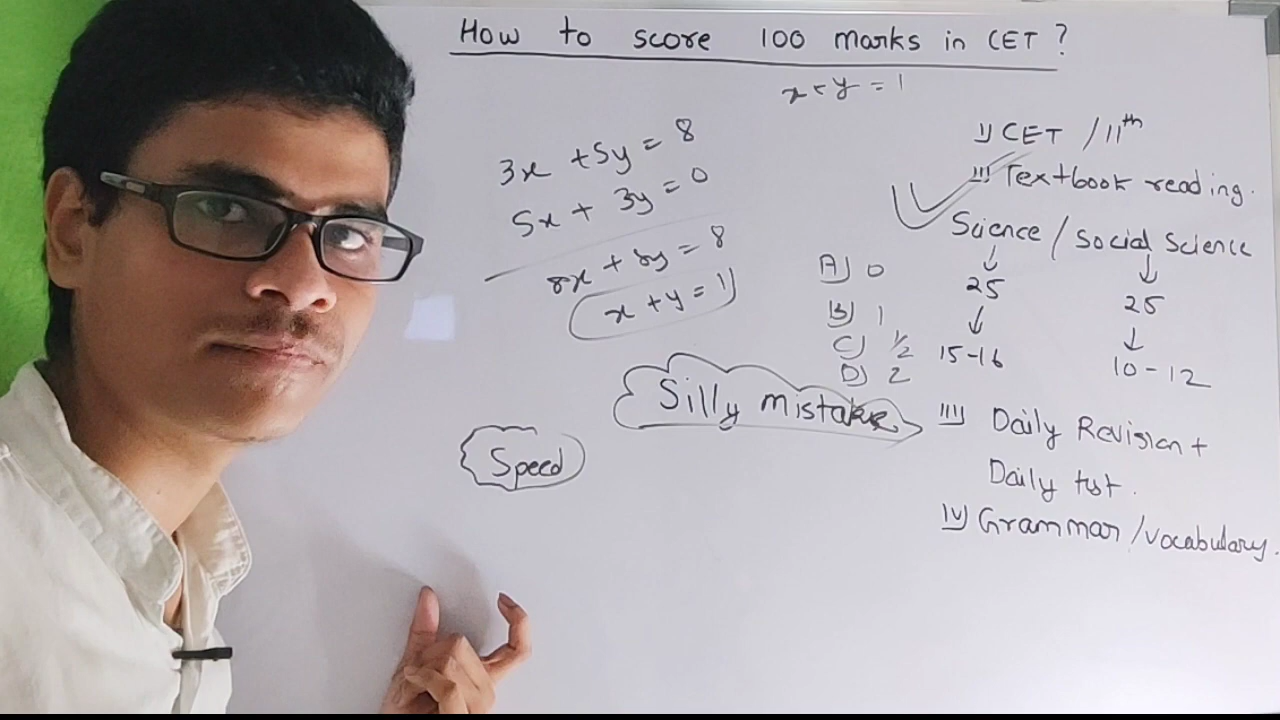 How to score 100 marks in CET ?
x + y = 1
3x + 5y = 8
5x + 3y = 0
8x + 8y = 8
x + y = 1
A) 0
B) 1
C) 1/2
D) 2
Silly mistake
Speed
I) CET / 11th
II) Textbook reading.
Science / Social Science
↓ ↓
25 25
↓ ↓
15-16 10-12
III) Daily Revision +
Daily test.
IV) Grammar / vocabulary.